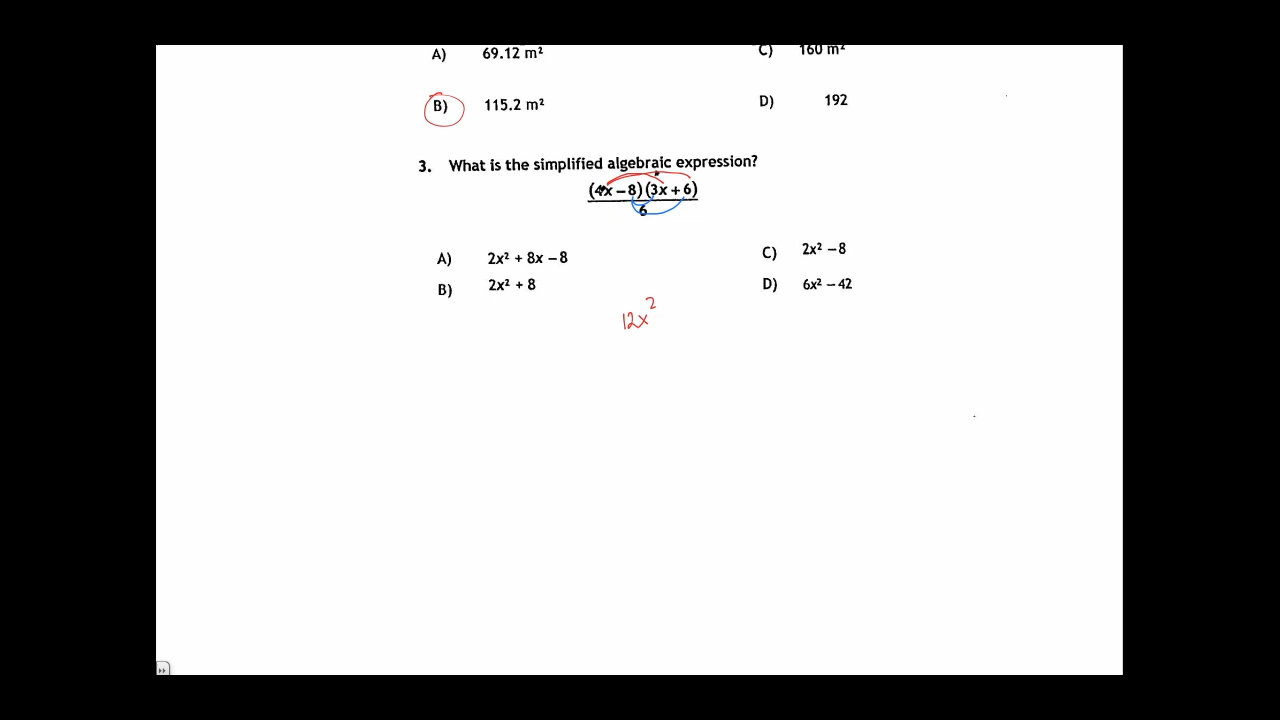 A) 69.12 m² C) 160 m²
B) 115.2 m² D) 192
3. What is the simplified algebraic expression?
(4x – 8)(3x + 6)
6
A) 2x² + 8x – 8 C) 2x² – 8
B) 2x² + 8 D) 6x² – 42
12x²